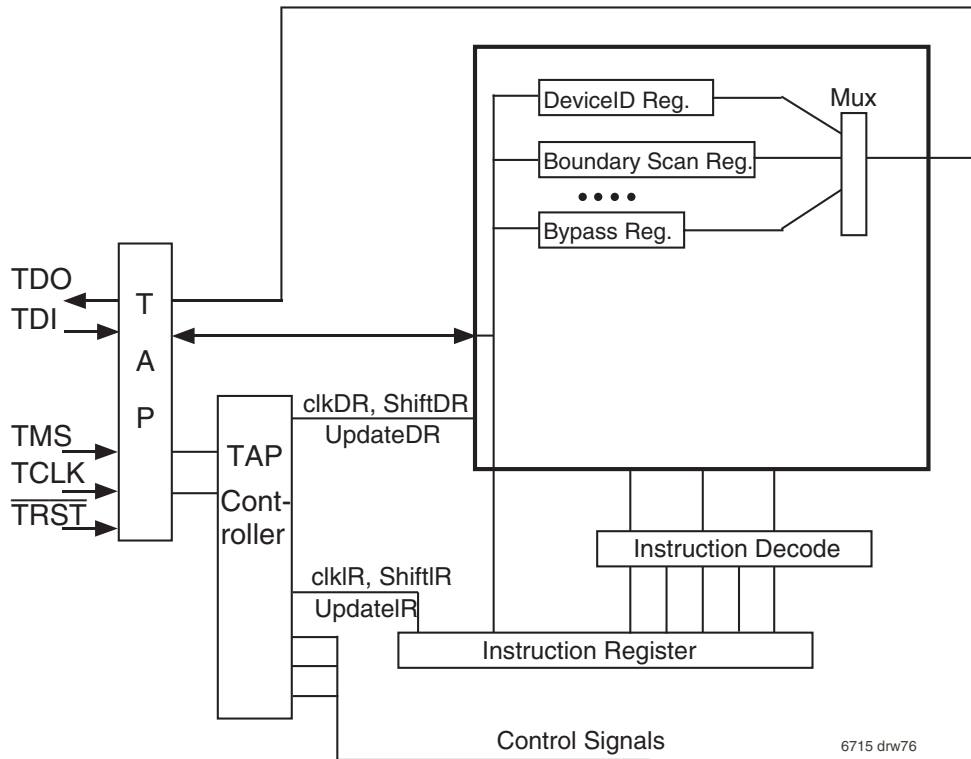 DeviceID Reg.
Mux
Boundary Scan Reg.
Bypass Reg.
TDO
TDI
T
A
P
TMS
TCLK
TRST
clkDR, ShiftDR
UpdateDR
TAP
Cont-
roller
Instruction Decode
clkIR, ShiftIR
UpdateIR
Instruction Register
Control Signals
6715 drw76